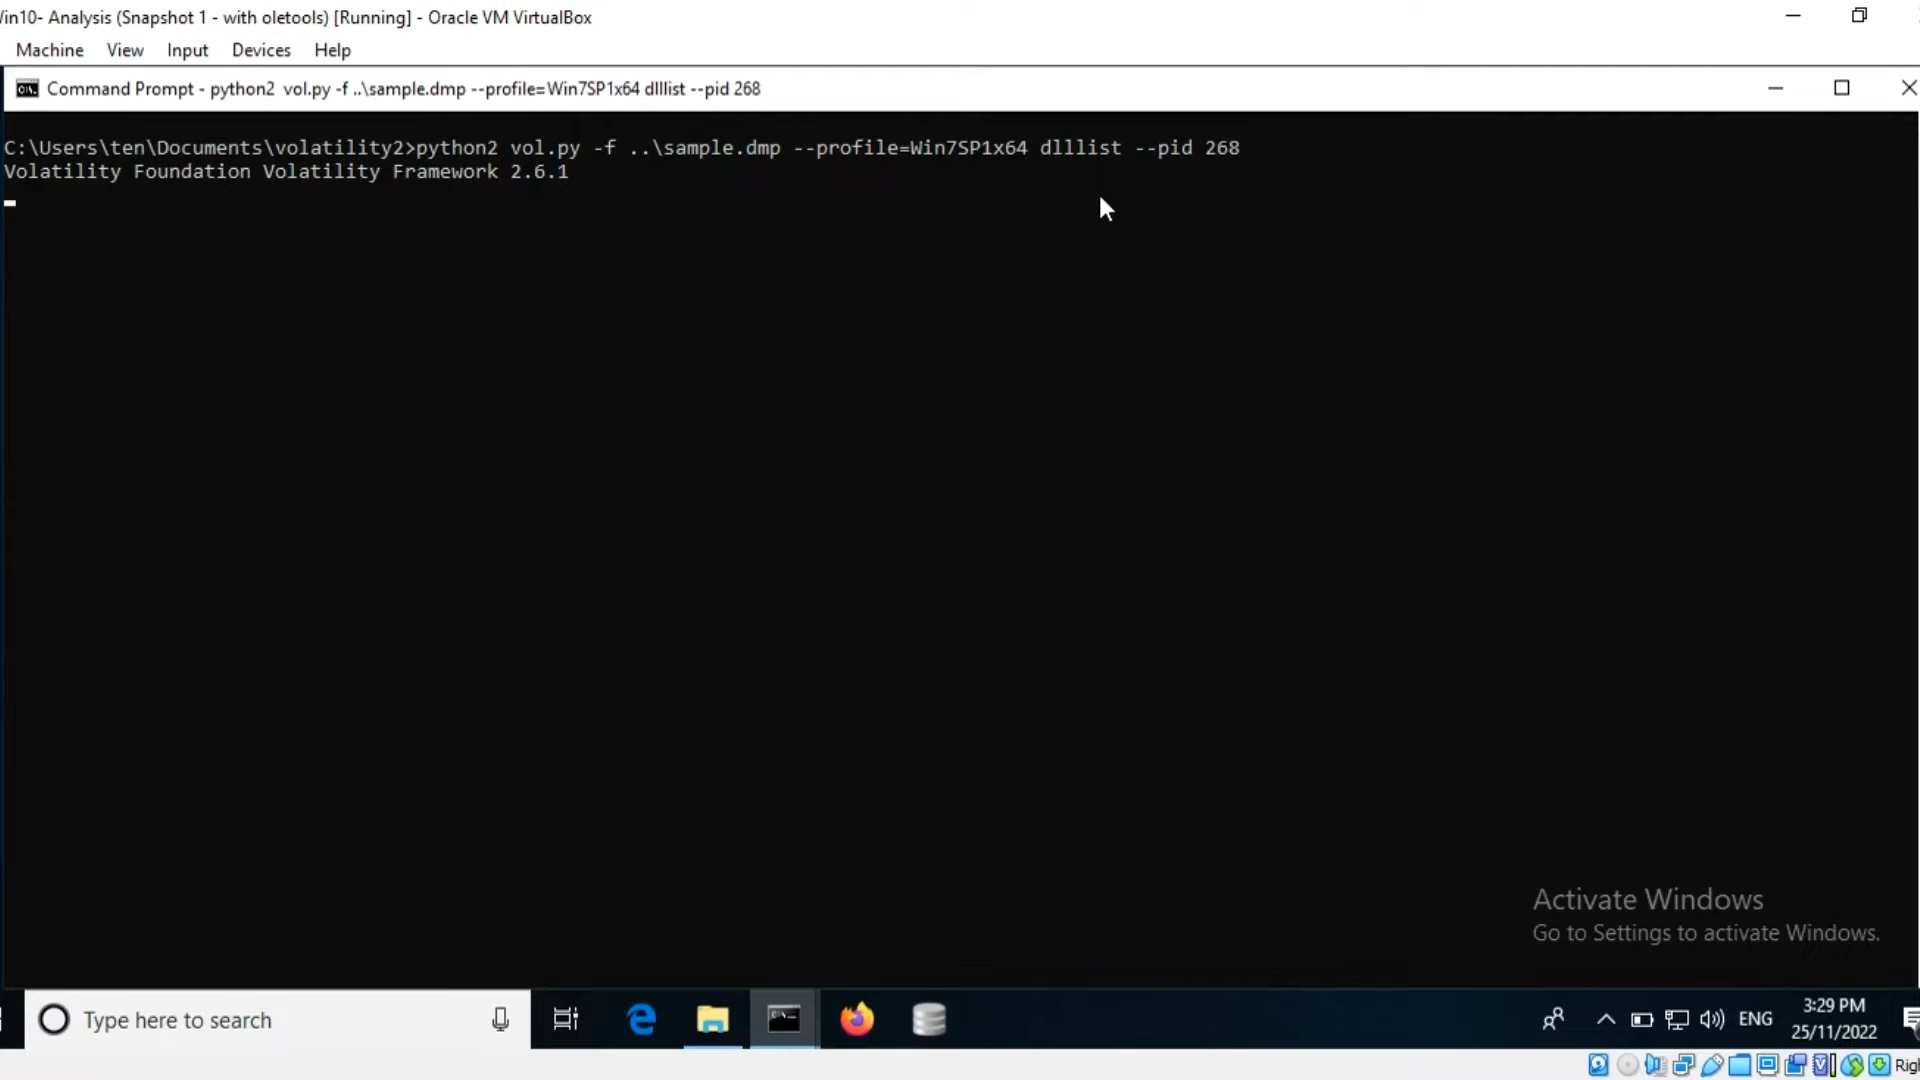 Win10- Analysis (Snapshot 1 - with oletools) [Running] - Oracle VM VirtualBox
Machine View Input Devices Help
Command Prompt - python2 vol.py -f ..\sample.dmp --profile=Win7SP1x64 dlllist --pid 268
C:\Users\ten\Documents\volatility2>python2 vol.py -f ..\sample.dmp --profile=Win7SP1x64 dlllist --pid 268
Volatility Foundation Volatility Framework 2.6.1
Activate Windows
Go to Settings to activate Windows.
Type here to search
ENG
3:29 PM
25/11/2022